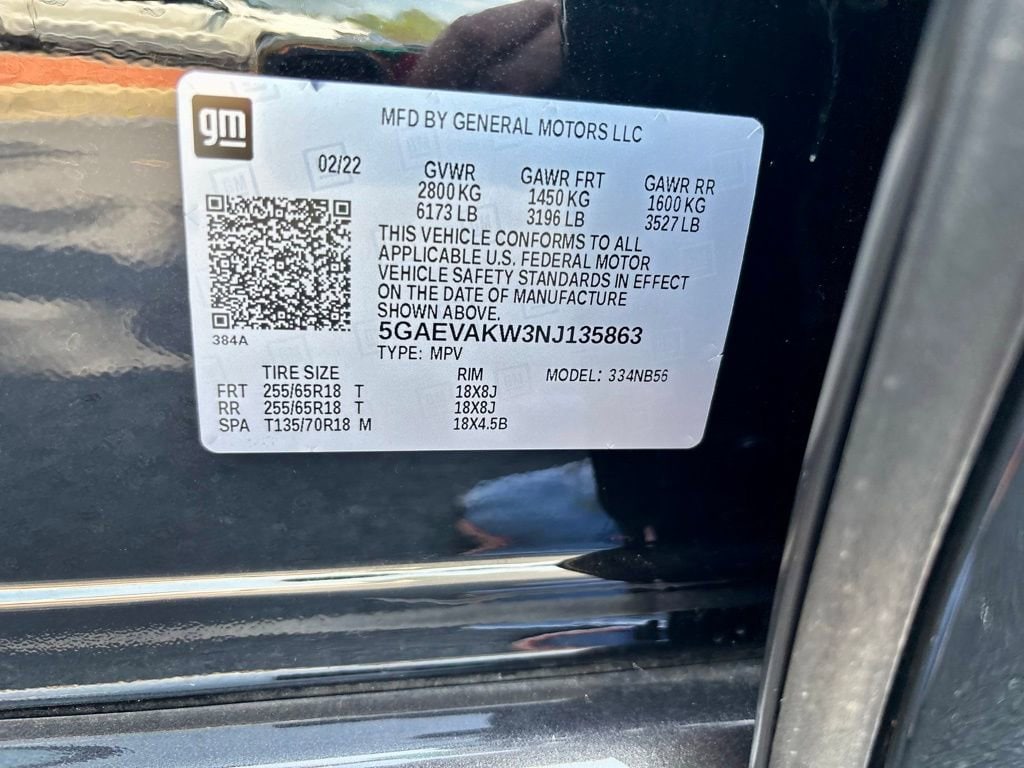 gm
MFD BY GENERAL MOTORS LLC
02/22 GVWR GAWR FRT GAWR RR
2800 KG 1450 KG 1600 KG
6173 LB 3196 LB 3527 LB
THIS VEHICLE CONFORMS TO ALL
APPLICABLE U.S. FEDERAL MOTOR
VEHICLE SAFETY STANDARDS IN EFFECT
ON THE DATE OF MANUFACTURE
SHOWN ABOVE.
384A
5GAEVAKW3NJ135863
TYPE: MPV
TIRE SIZE RIM MODEL: 334NB56
FRT 255/65R18 T 18X8J
RR 255/65R18 T 18X8J
SPA T135/70R18 M 18X4.5B